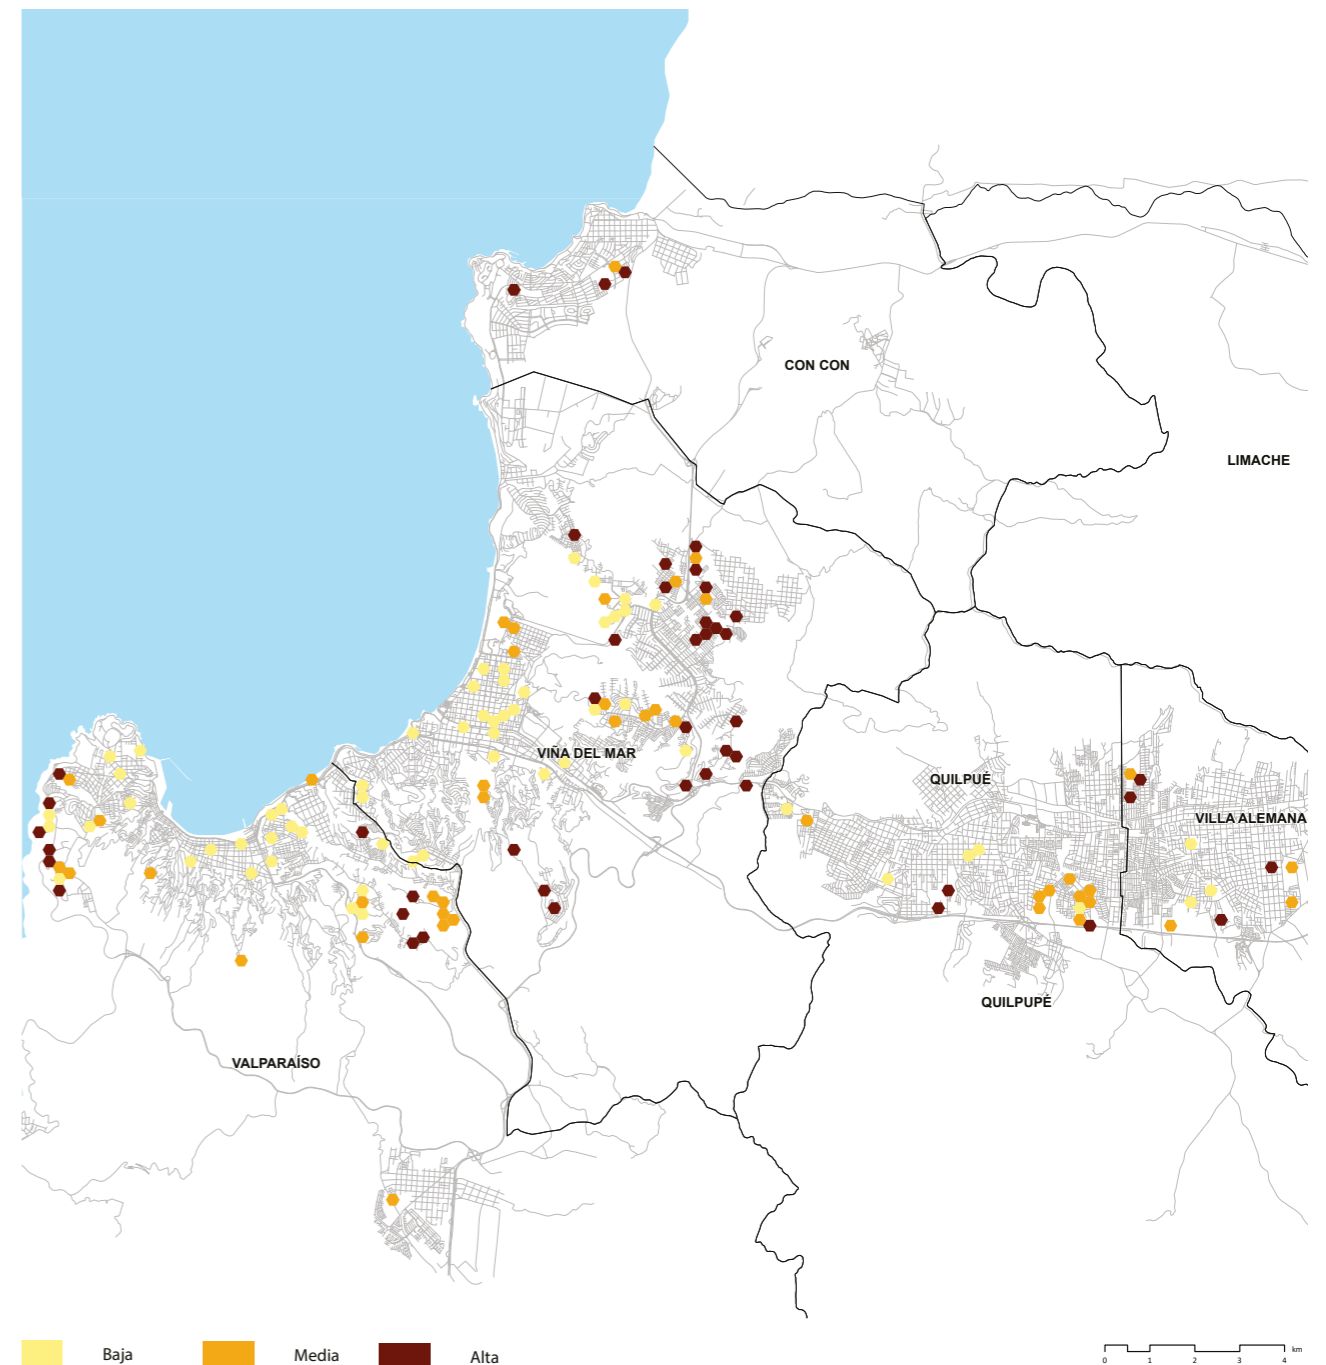 CON CON
LIMACHE
VIÑA DEL MAR
QUILPUÉ
VILLA ALEMANA
QUILPUPÉ
VALPARAÍSO
Baja Media Alta
km
0 1 2 3 4